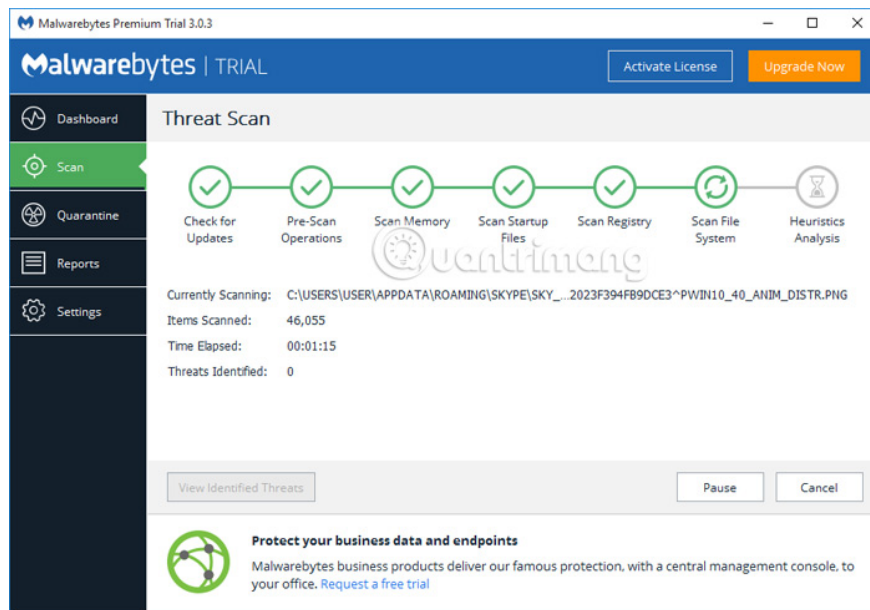 Malwarebytes Premium Trial 3.0.3
Malwarebytes | TRIAL
Activate License
Upgrade Now
Dashboard
Scan
Quarantine
Reports
Settings
Threat Scan
Check for
Updates
Pre-Scan
Operations
Scan Memory
Scan Startup
Files
Scan Registry
Scan File
System
Heuristics
Analysis
Quantrimang
Currently Scanning: C:\USERS\USER\APPDATA\ROAMING\SKYPE\SKY_...2023F394FB9DCE3^PWIN10_40_ANIM_DISTR.PNG
Items Scanned: 46,055
Time Elapsed: 00:01:15
Threats Identified: 0
View Identified Threats
Pause
Cancel
Protect your business data and endpoints
Malwarebytes business products deliver our famous protection, with a central management console, to
your office. Request a free trial